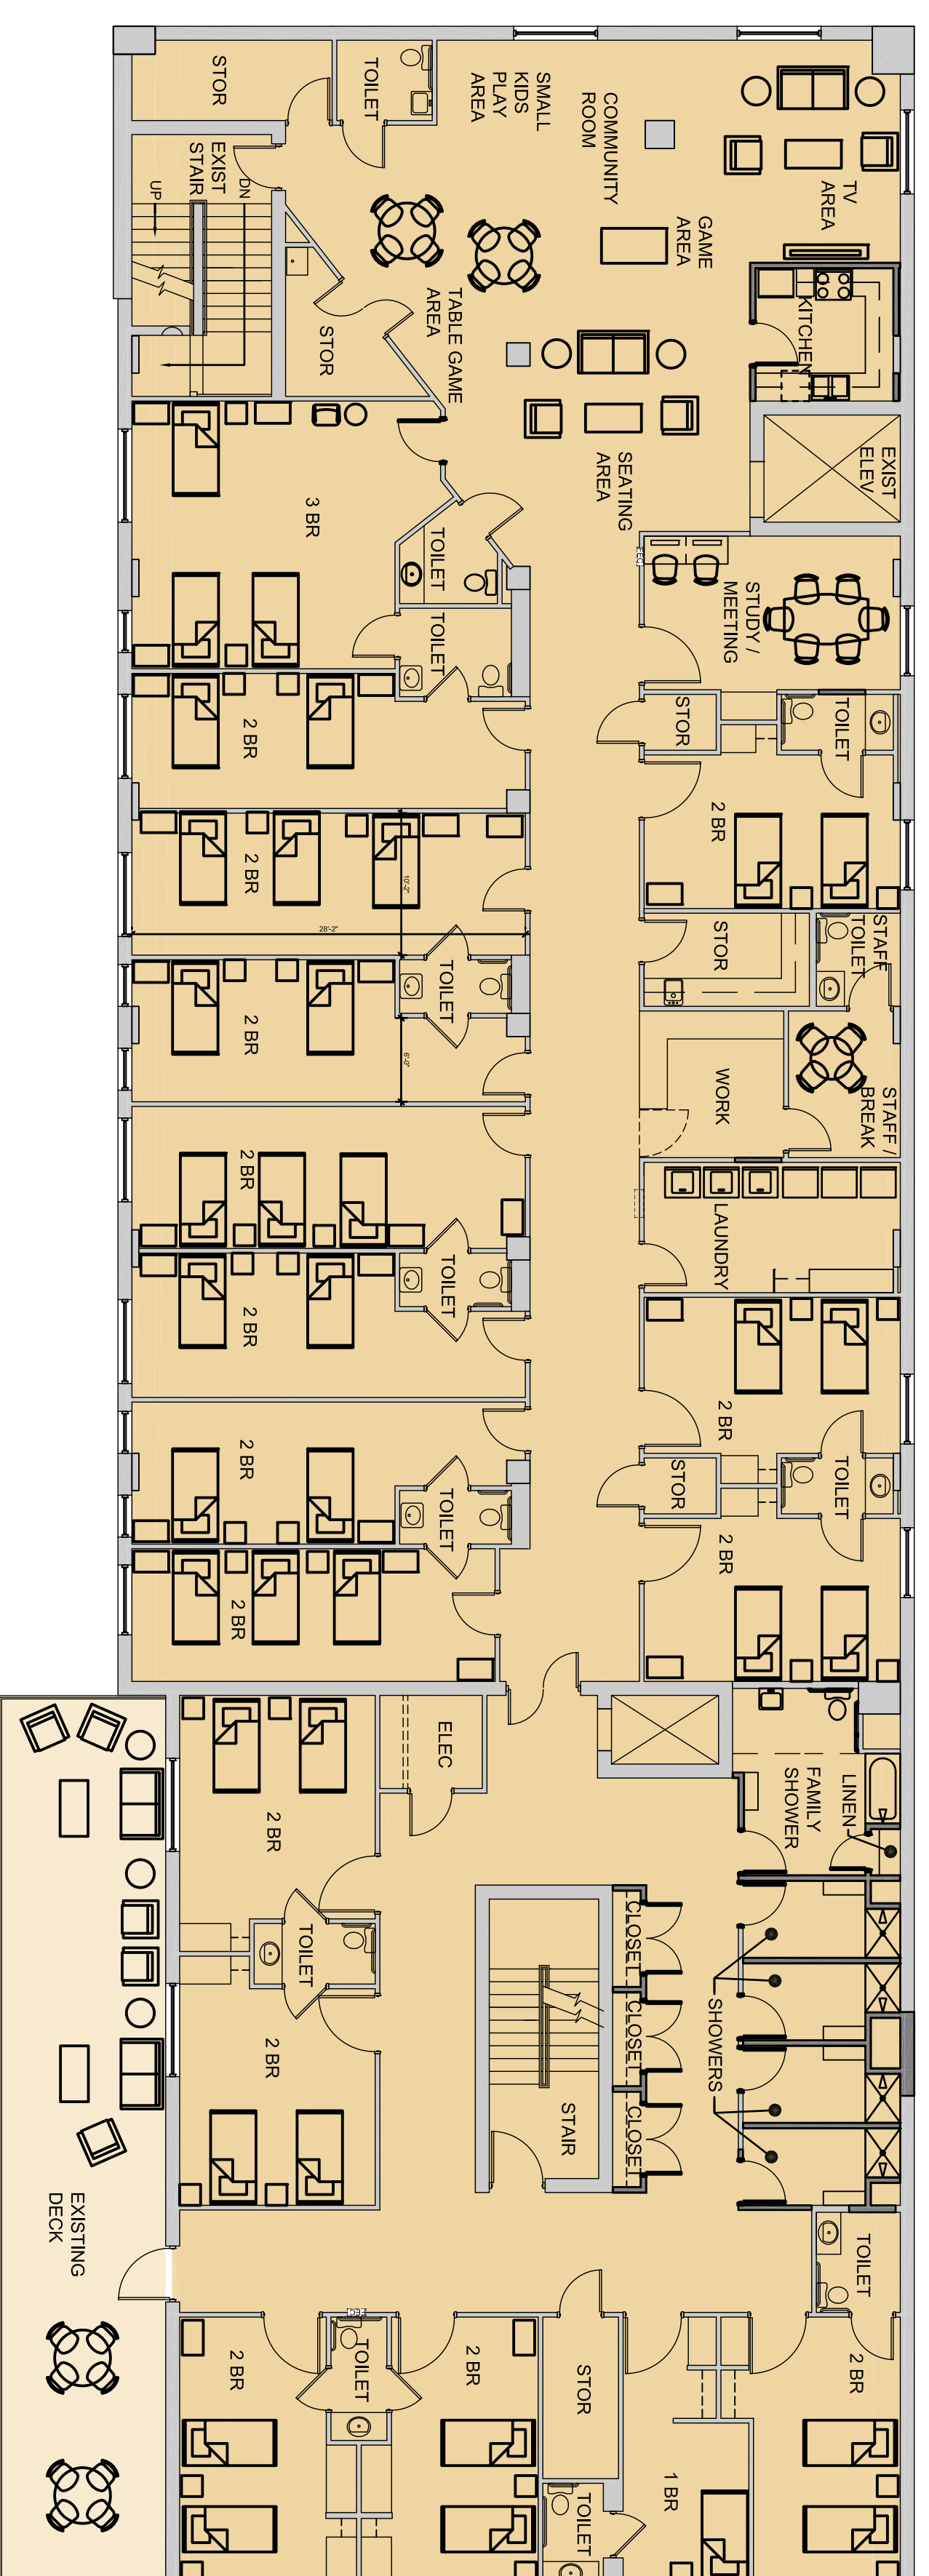 STOR
TOILET
SMALL
KIDS
PLAY
AREA
COMMUNITY
ROOM
TV
AREA
EXIST
STAIR
DN
UP
GAME
AREA
KITCHEN
STOR
TABLE GAME
AREA
EXIST
ELEV
SEATING
AREA
3 BR
TOILET
TOILET
STUDY /
MEETING
STOR
TOILET
2 BR
2 BR
2 BR
10'-2"
28'-2"
STOR
STAFF
TOILET
TOILET
2 BR
6'-0"
WORK
STAFF /
BREAK
2 BR
LAUNDRY
TOILET
2 BR
2 BR
TOILET
STOR
2 BR
TOILET
2 BR
2 BR
ELEC
2 BR
LINEN
FAMILY
SHOWER
TOILET
CLOSET
CLOSET
CLOSET
SHOWERS
2 BR
STAIR
EXISTING
DECK
TOILET
FEC
2 BR
TOILET
2 BR
STOR
2 BR
1 BR
TOILET